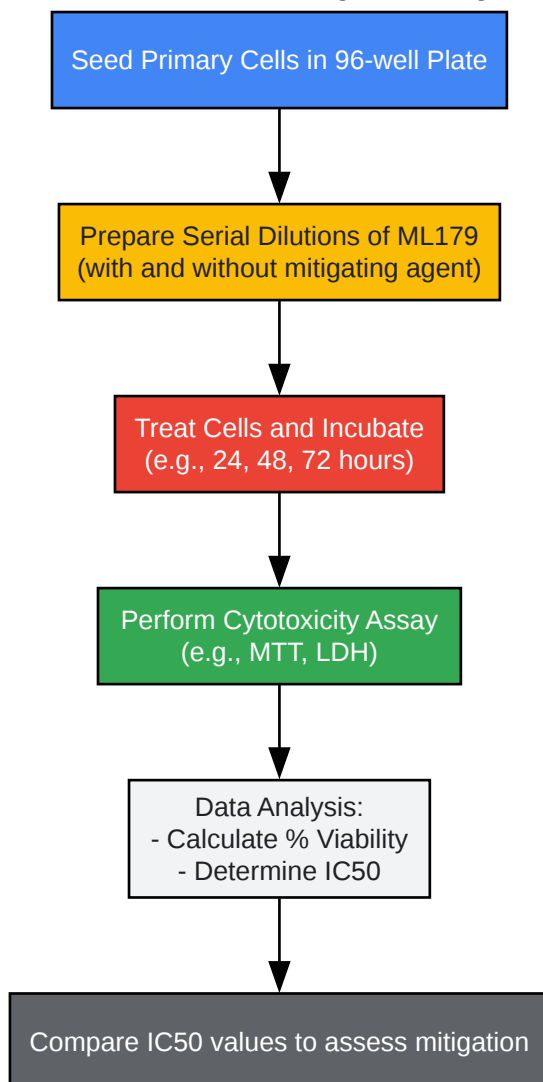 Seed Primary Cells in 96-well Plate
Prepare Serial Dilutions of ML179
(with and without mitigating agent)
Treat Cells and Incubate
(e.g., 24, 48, 72 hours)
Perform Cytotoxicity Assay
(e.g., MTT, LDH)
Data Analysis:
- Calculate % Viability
- Determine IC50
Compare IC50 values to assess mitigation